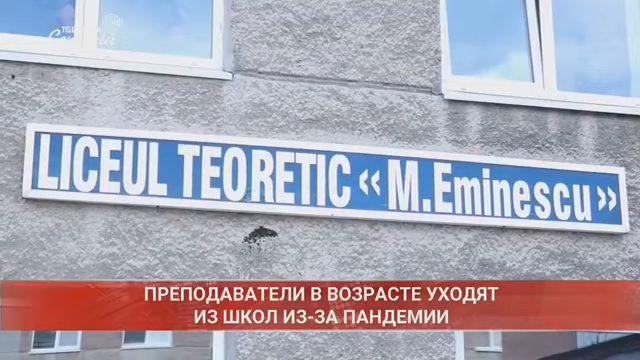 LICEUL TEORETIC «M.Eminescu»
ПРЕПОДАВАТЕЛИ В ВОЗРАСТЕ УХОДЯТ
ИЗ ШКОЛ ИЗ-ЗА ПАНДЕМИИ